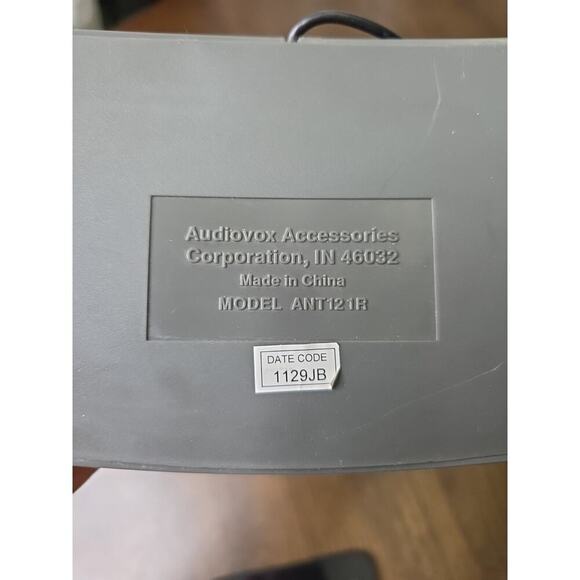 Audiovox Accessories
Corporation, IN 46032
Made in China
MODEL ANT121R
DATE CODE
1129JB